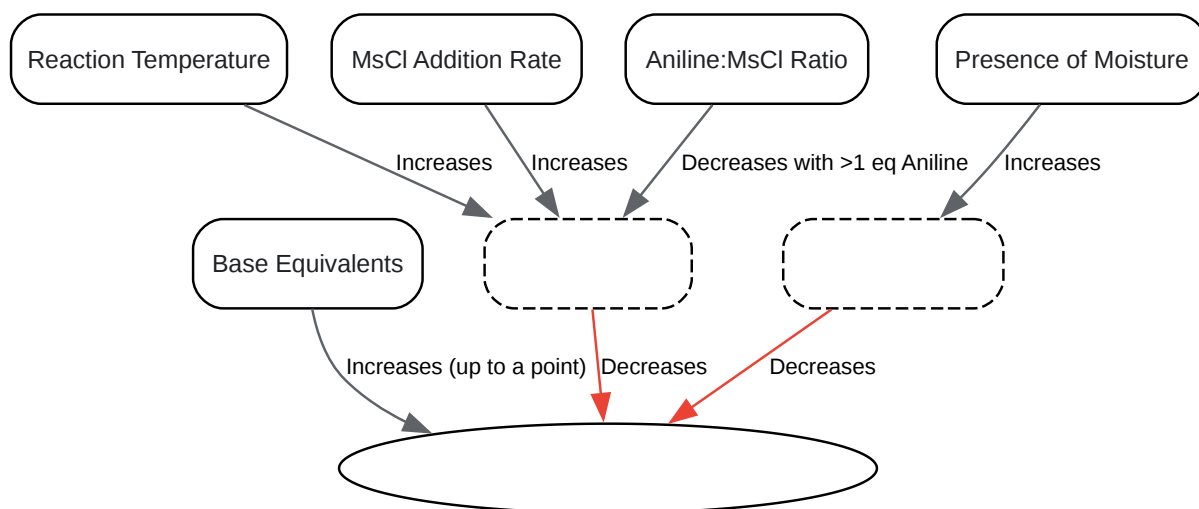 Reaction Temperature
MsCl Addition Rate
Aniline:MsCl Ratio
Presence of Moisture
Increases
Increases
Decreases with >1 eq Aniline
Increases
Base Equivalents
Increases (up to a point)
Decreases
Decreases